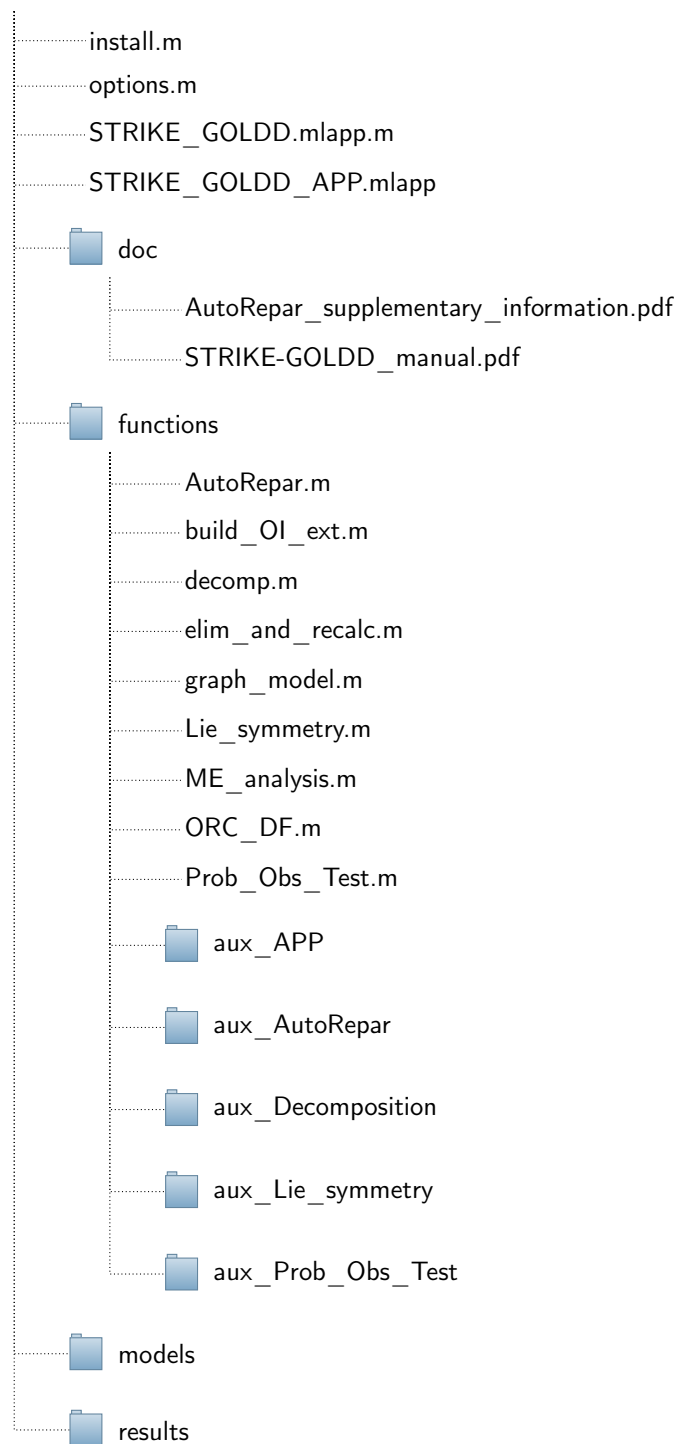 install.m
options.m
STRIKE_GOLDD.mlapp.m
STRIKE_GOLDD_APP.mlapp
doc
AutoRepar_supplementary_information.pdf
STRIKE-GOLDD_manual.pdf
functions
AutoRepar.m
build_OI_ext.m
decomp.m
elim_and_recalc.m
graph_model.m
Lie_symmetry.m
ME_analysis.m
ORC_DF.m
Prob_Obs_Test.m
aux_APP
aux_AutoRepar
aux_Decomposition
aux_Lie_symmetry
aux_Prob_Obs_Test
models
results